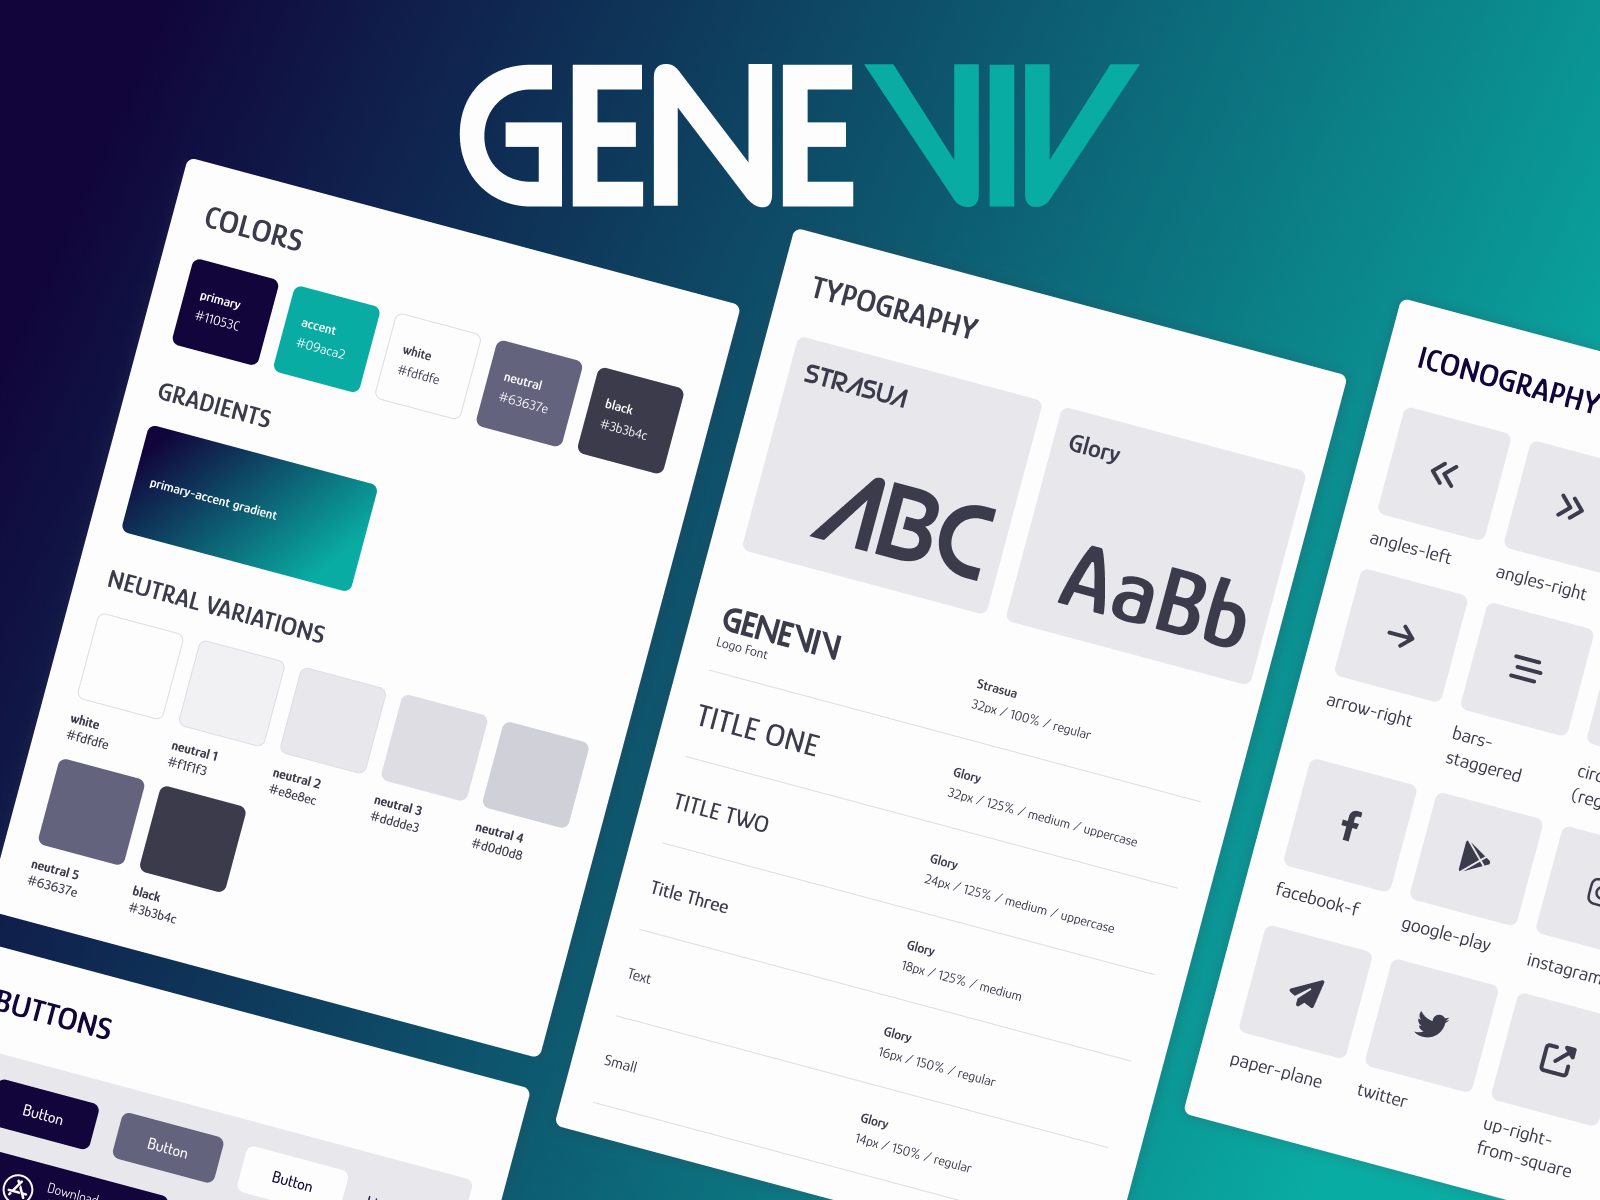 GENEVIV
COLORS
primary
#11053C
accent
#09aca2
white
#fdfdfe
neutral
#63637e
black
#3b3b4c
GRADIENTS
primary-accent gradient
NEUTRAL VARIATIONS
white
#fdfdfe
neutral 1
#f1f1f3
neutral 2
#e8e8ec
neutral 3
#dddde3
neutral 4
#d0d0d8
neutral 5
#63637e
black
#3b3b4c
BUTTONS
Button
Button
Button
Download
TYPOGRAPHY
STRASUA
ABC
Glory
AaBb
GENEVIV
Logo Font
Strasua
32px / 100% / regular
TITLE ONE
Glory
32px / 125% / medium / uppercase
TITLE TWO
Glory
24px / 125% / medium / uppercase
Title Three
Glory
18px / 125% / medium
Text
Glory
16px / 150% / regular
Small
Glory
14px / 150% / regular
ICONOGRAPHY
angles-left
angles-right
arrow-right
bars-
staggered
circ
(reg
facebook-f
google-play
instagram
paper-plane
twitter
up-right-
from-square